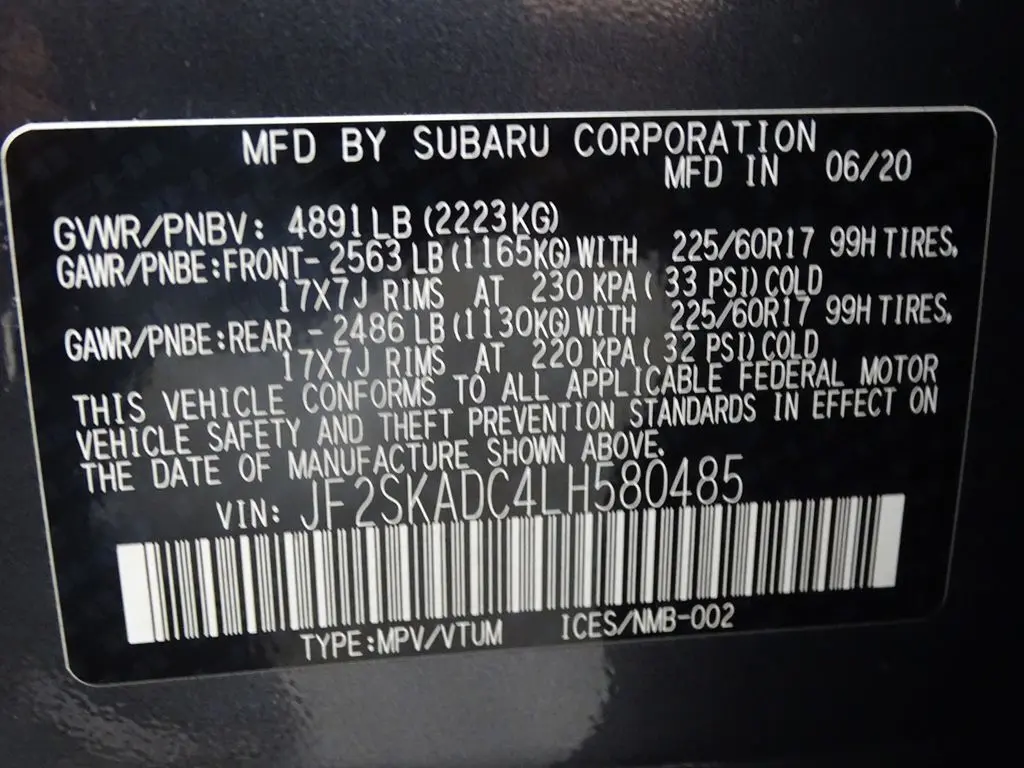 MFD BY SUBARU CORPORATION
MFD IN 06/20
GVWR/PNBV: 4891 LB (2223KG)
GAWR/PNBE:FRONT- 2563 LB (1165KG) WITH 225/60R17 99H TIRES,
17X7J RIMS AT 230 KPA ( 33 PSI) COLD
GAWR/PNBE:REAR - 2486 LB (1130KG) WITH 225/60R17 99H TIRES,
17X7J RIMS AT 220 KPA ( 32 PSI) COLD
THIS VEHICLE CONFORMS TO ALL APPLICABLE FEDERAL MOTOR
VEHICLE SAFETY AND THEFT PREVENTION STANDARDS IN EFFECT ON
THE DATE OF MANUFACTURE SHOWN ABOVE.
VIN: JF2SKADC4LH580485
TYPE:MPV/VTUM ICES/NMB-002